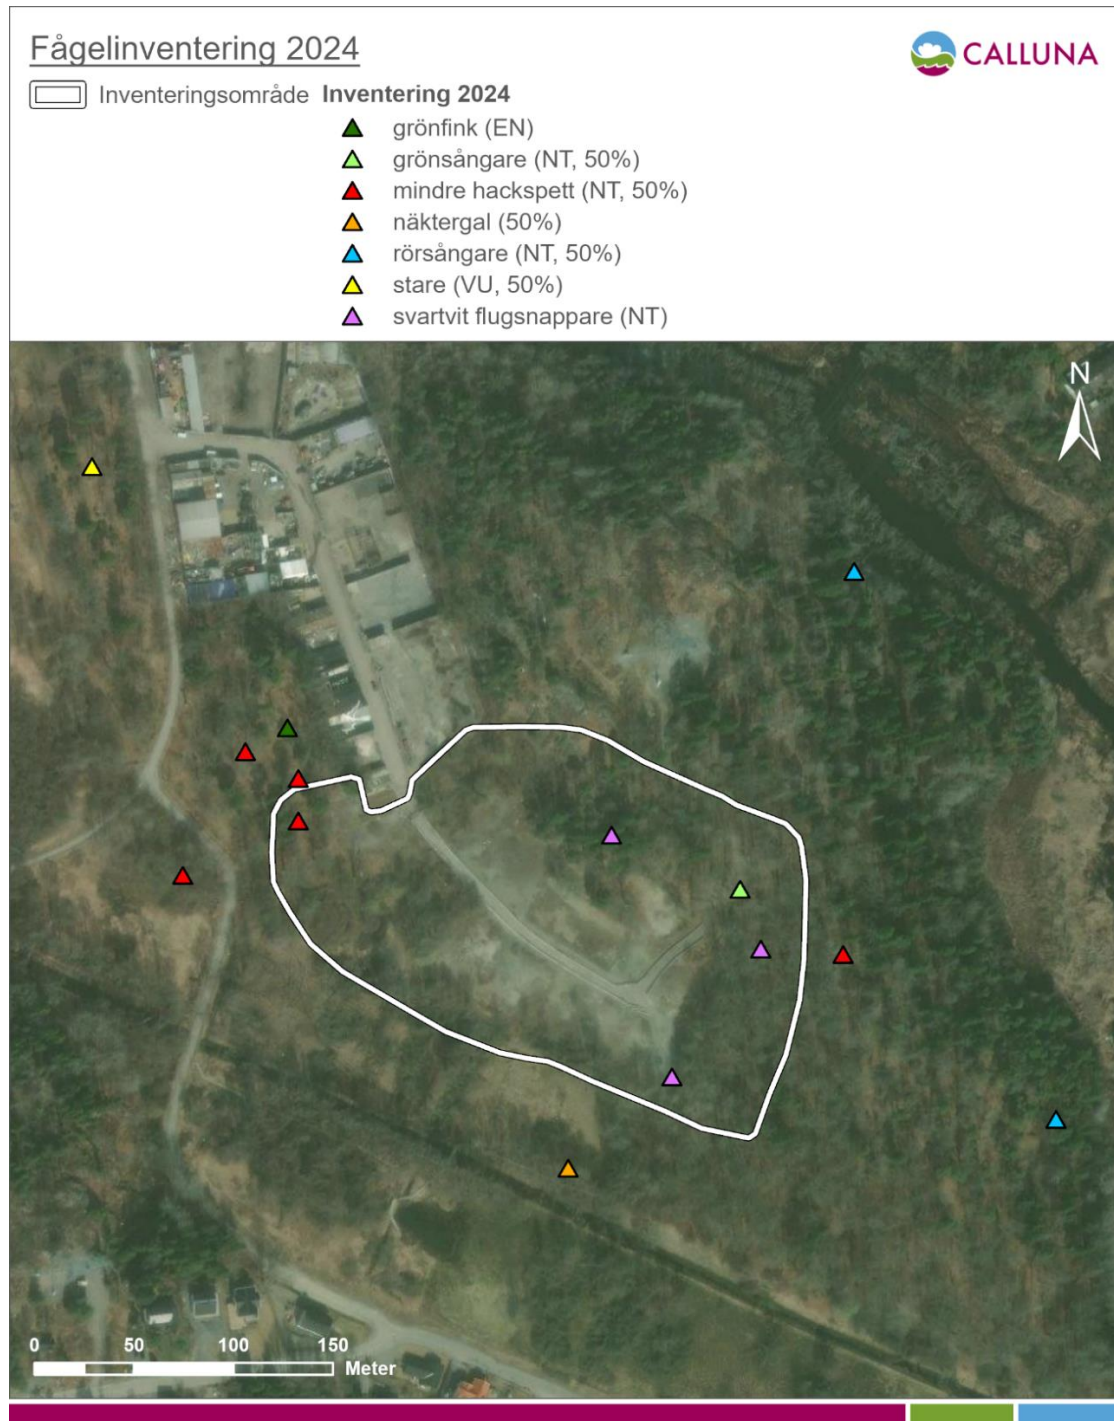 Fågelinventering 2024
CALLUNA
Inventeringsområde
Inventering 2024
grönfink (EN)
grönsångare (NT, 50%)
mindre hackspett (NT, 50%)
näktergal (50%)
rörsångare (NT, 50%)
stare (VU, 50%)
svartvit flugsnappare (NT)
N
0 50 100 150
Meter